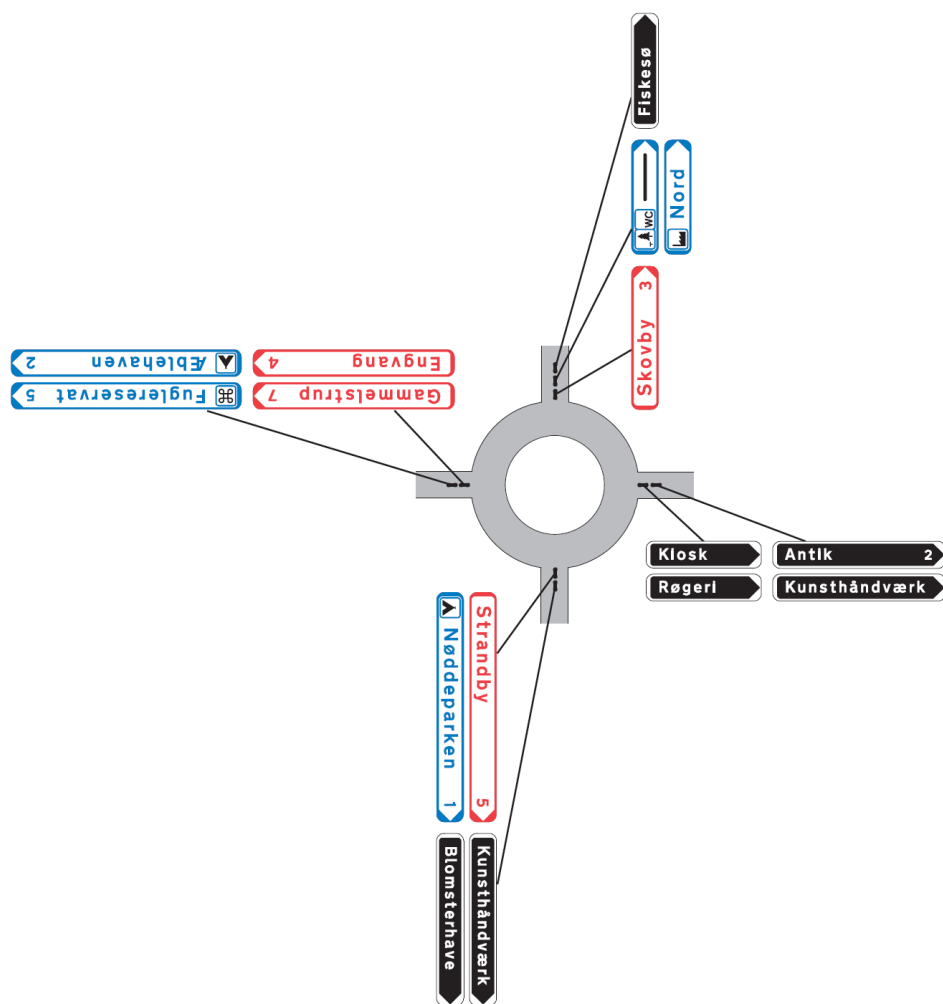 Fiskesø
WC
Nord
Skovby 3
Æblehaven 2
Fuglereservat 5
Engvang 4
Gammelstrup 7
Kiosk
Røgeri
Antik 2
Kunsthåndværk
Strandby 5
Nøddeparken 1
Kunsthåndværk
Blomsterhave